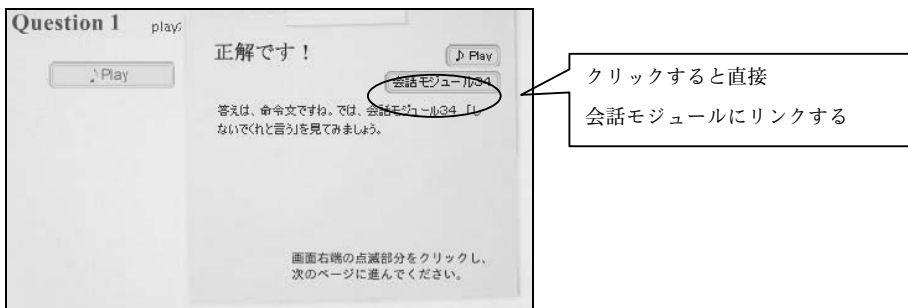 Question 1
♪ Play
正解です！
♪ Play
会話モジュール34
答えは、命令文ですね。では、会話モジュール34「し
ないでくれと言う」を見てみましょう。
画面右端の点滅部分をクリックし、
次のページに進んでください。
クリックすると直接
会話モジュールにリンクする